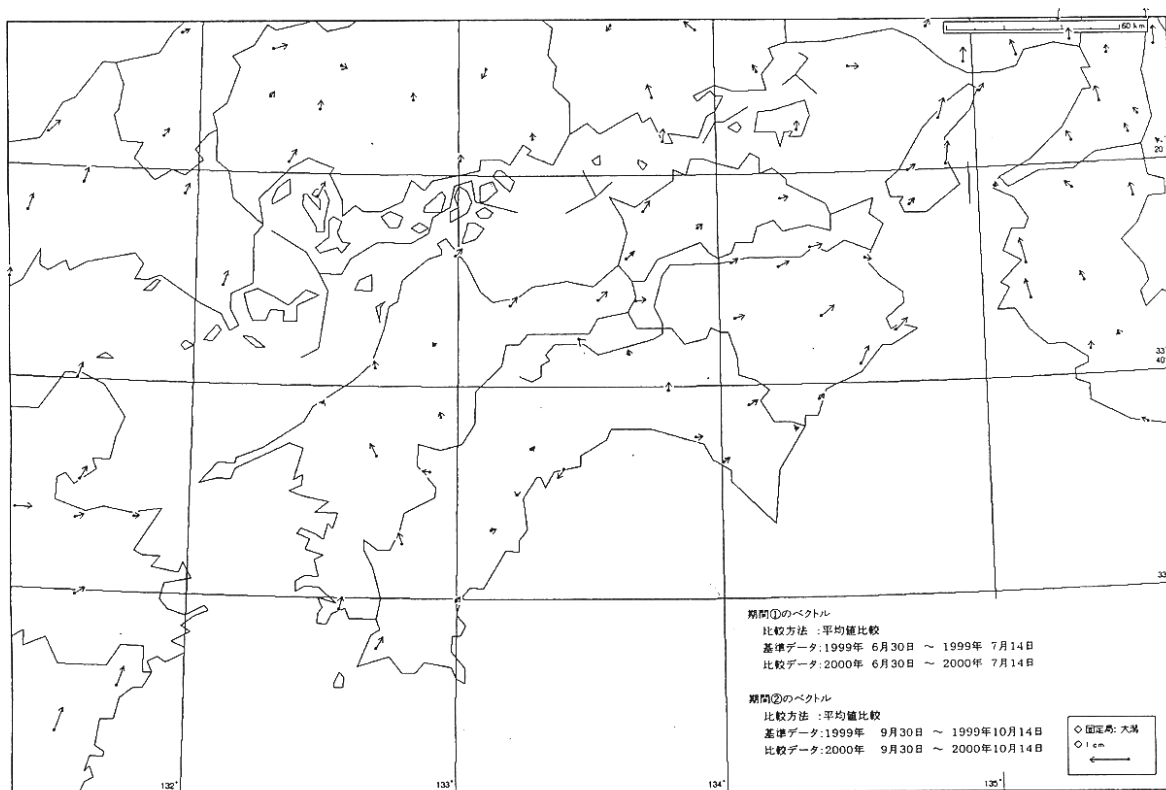 60 km
20'
33°
40'
33°
期間①のベクトル
比較方法 :平均値比較
基準データ:1999年 6月30日 ～ 1999年 7月14日
比較データ:2000年 6月30日 ～ 2000年 7月14日
期間②のベクトル
比較方法 :平均値比較
基準データ:1999年 9月30日 ～ 1999年10月14日
比較データ:2000年 9月30日 ～ 2000年10月14日
◇ 固定局: 大潟
◇ 1 cm
132°
133°
134°
135°